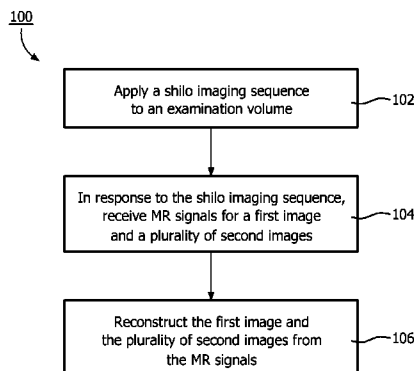 100
Apply a shilo imaging sequence
to an examination volume
102
In response to the shilo imaging sequence,
receive MR signals for a first image
and a plurality of second images
104
Reconstruct the first image and
the plurality of second images from
the MR signals
106